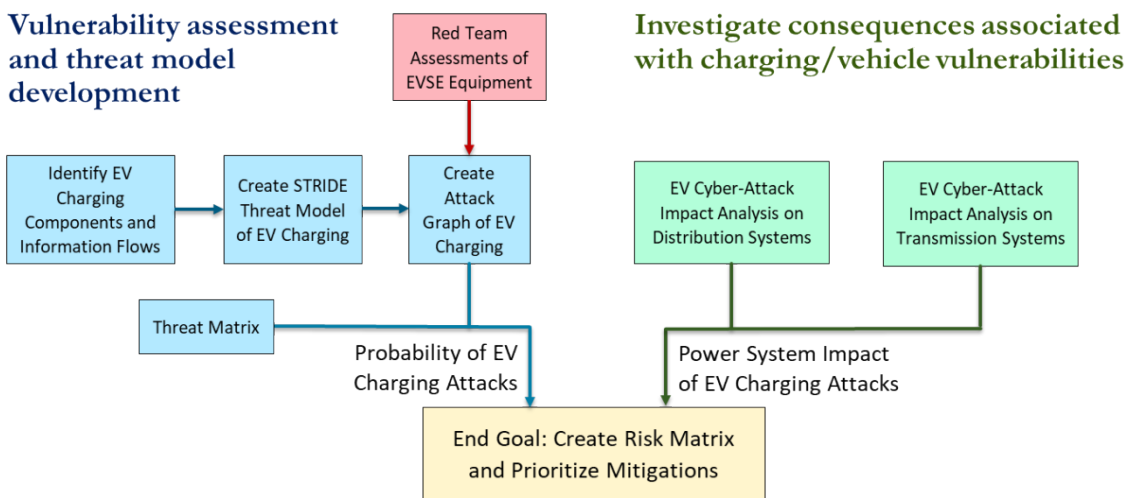 Vulnerability assessment
and threat model
development
Red Team
Assessments of
EVSE Equipment
Investigate consequences associated
with charging/vehicle vulnerabilities
Identify EV
Charging
Components and
Information Flows
Create STRIDE
Threat Model
of EV Charging
Create
Attack
Graph of EV
Charging
EV Cyber-Attack
Impact Analysis on
Distribution Systems
EV Cyber-Attack
Impact Analysis on
Transmission Systems
Threat Matrix
Probability of EV
Charging Attacks
Power System Impact
of EV Charging Attacks
End Goal: Create Risk Matrix
and Prioritize Mitigations